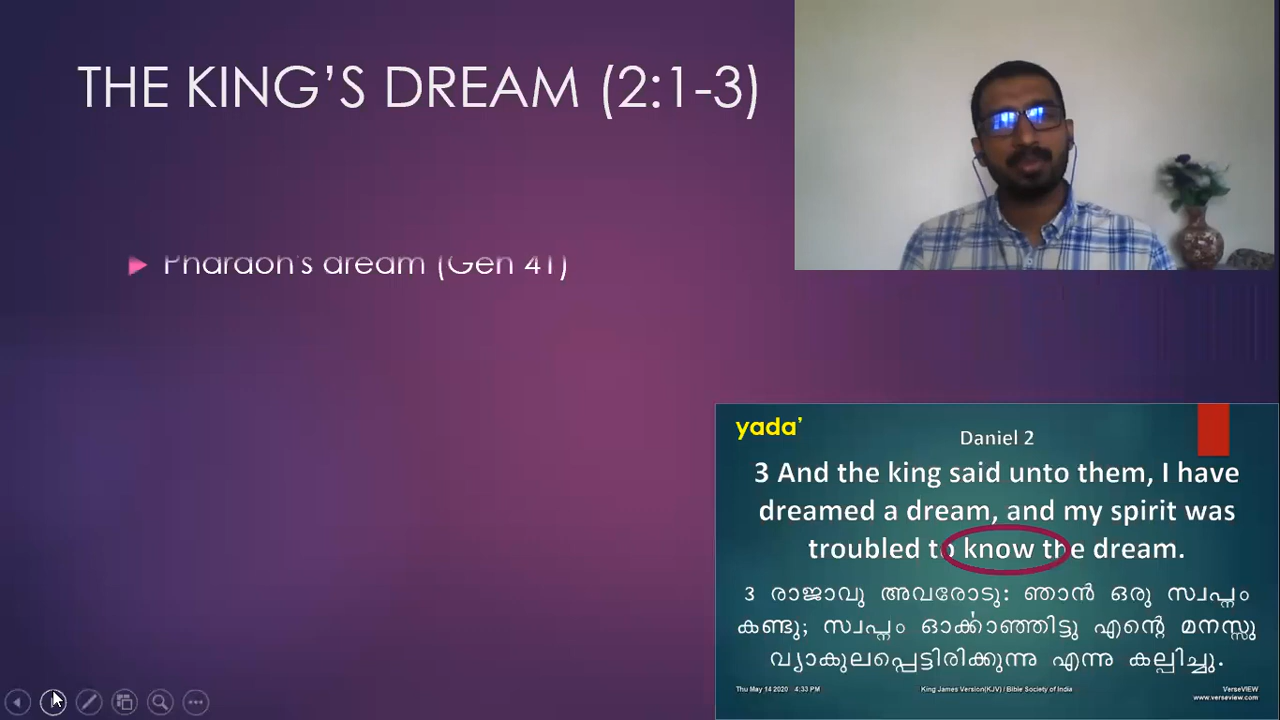 THE KING'S DREAM (2:1-3)
Pharaoh's dream (Gen 41)
yada'
Daniel 2
3 And the king said unto them, I have
dreamed a dream, and my spirit was
troubled to know the dream.
3 രാജാവു അവരോടു: ഞാൻ ഒരു സ്വപ്നം
കണ്ടു; സ്വപ്നം ഓർക്കാഞ്ഞിട്ടു എന്റെ മനസ്സു
വ്യാകുലപ്പെട്ടിരിക്കുന്നു എന്നു കല്പിച്ചു.
Thu May 14 2020 4:33 PM
King James Version(KJV) / Bible Society of India
VerseVIEW
www.verseview.com